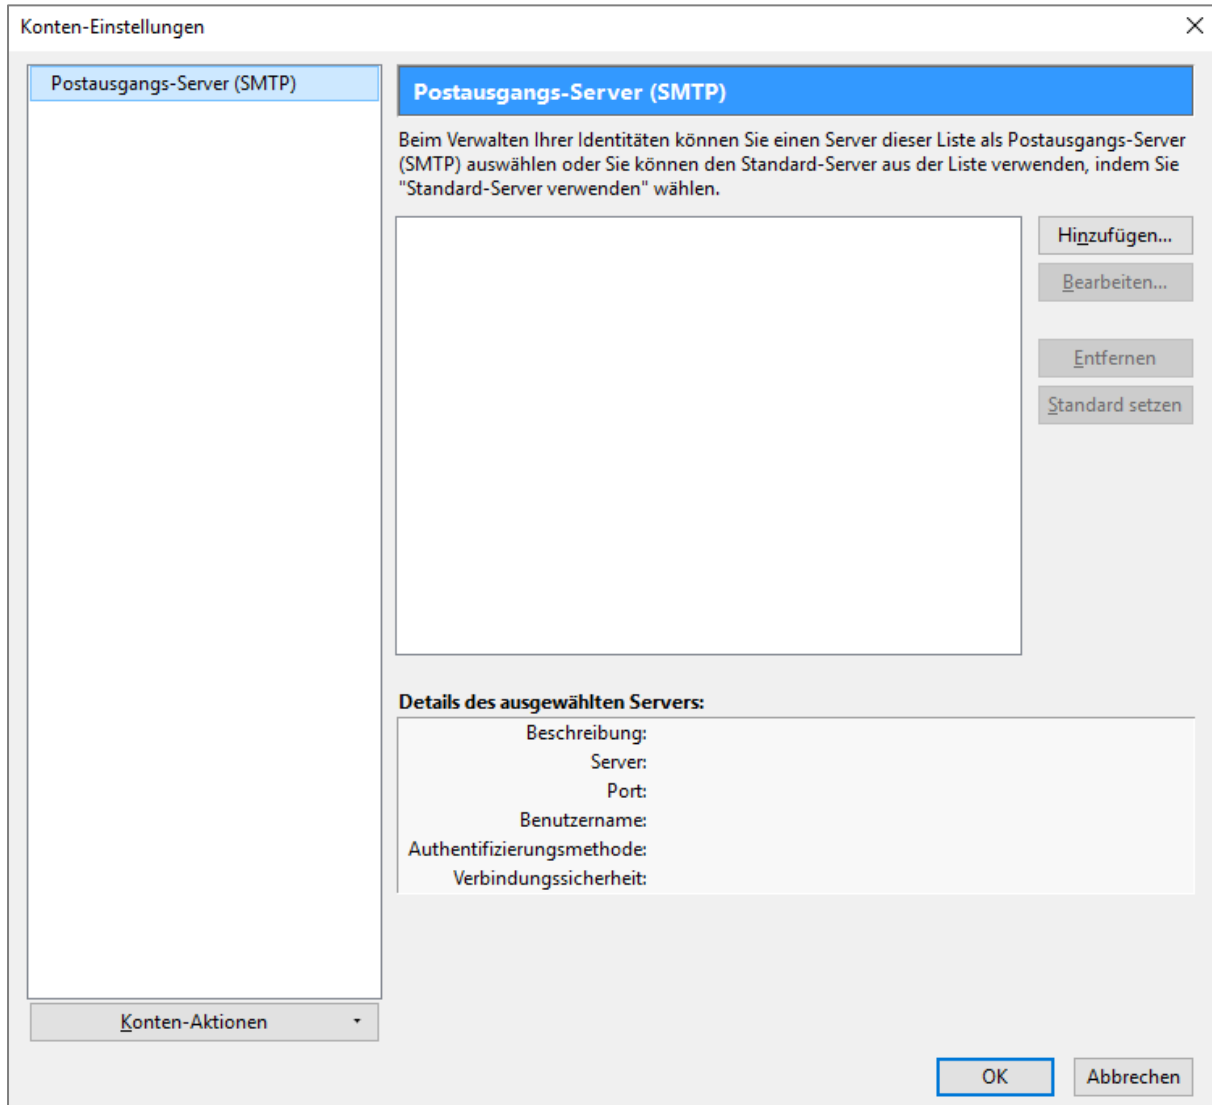 Konten-Einstellungen
Postausgangs-Server (SMTP)
Postausgangs-Server (SMTP)
Beim Verwalten Ihrer Identitäten können Sie einen Server dieser Liste als Postausgangs-Server
(SMTP) auswählen oder Sie können den Standard-Server aus der Liste verwenden, indem Sie
"Standard-Server verwenden" wählen.
Hinzufügen...
Bearbeiten...
Entfernen
Standard setzen
Details des ausgewählten Servers:
Beschreibung:
Server:
Port:
Benutzername:
Authentifizierungsmethode:
Verbindungssicherheit:
Konten-Aktionen
OK
Abbrechen